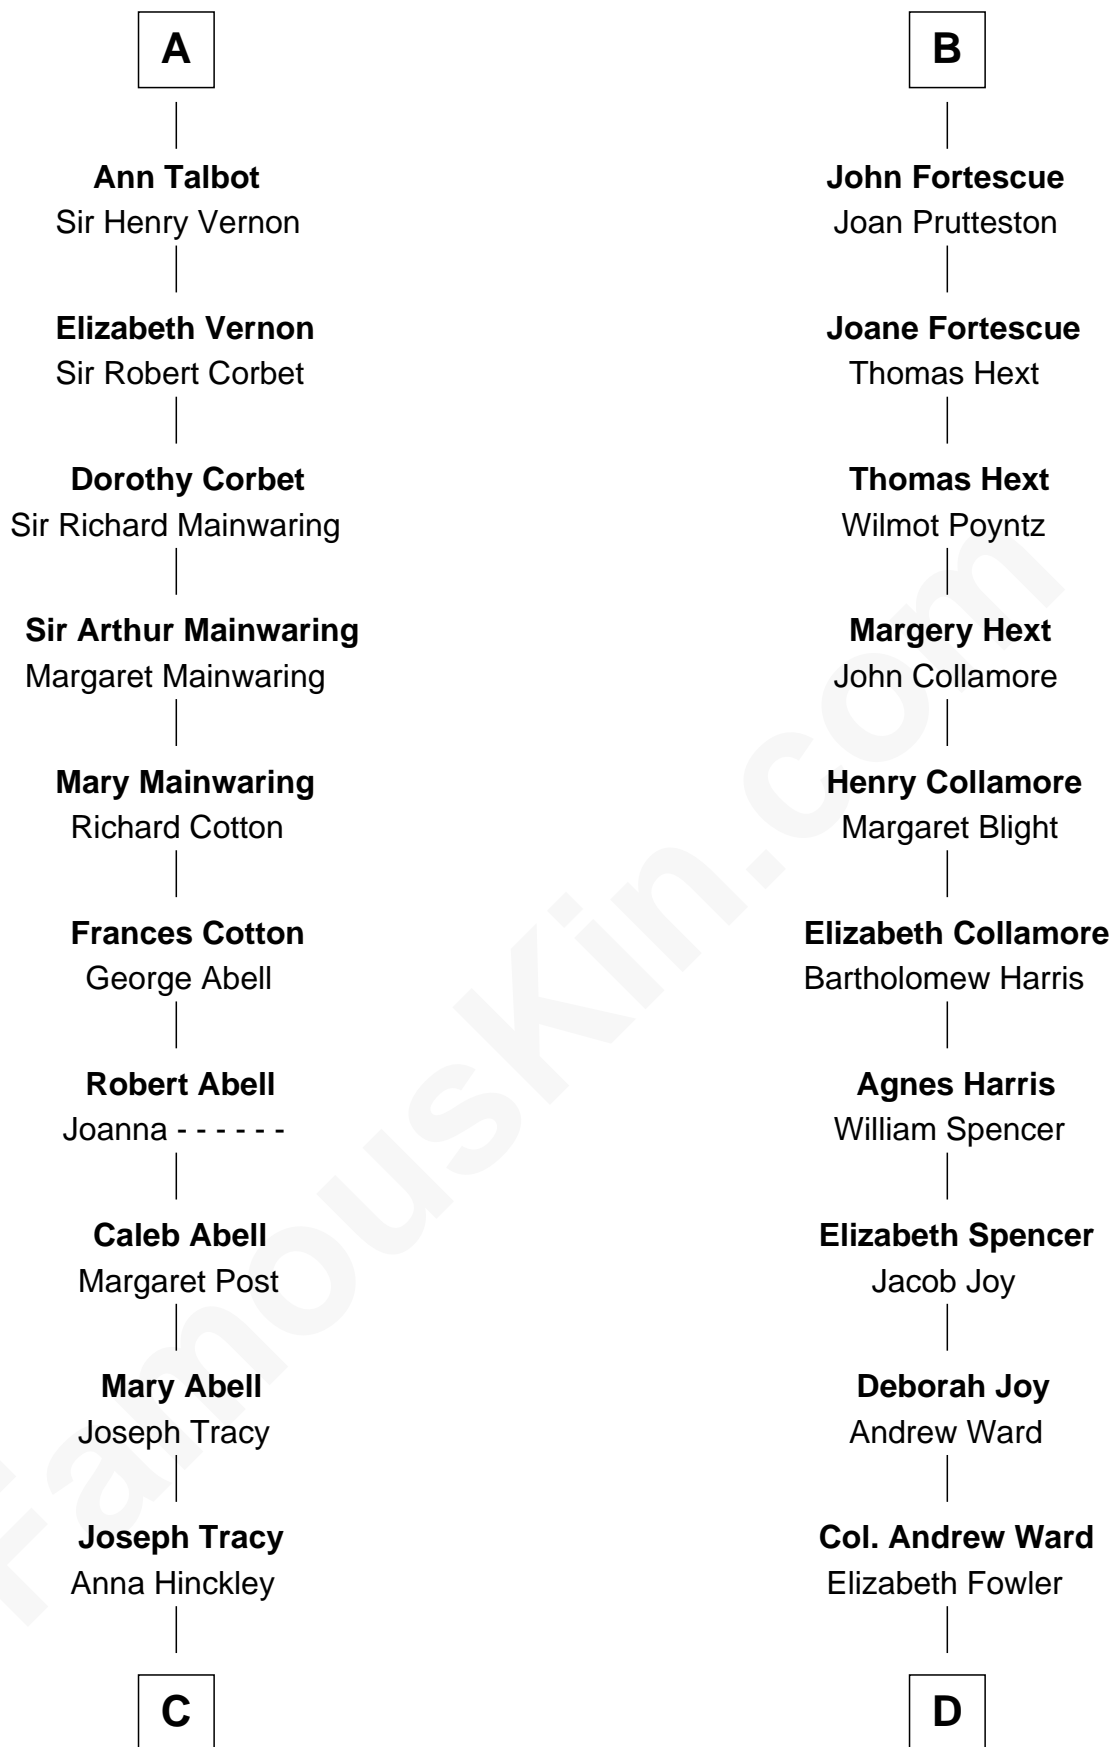 A
Ann Talbot
Sir Henry Vernon
Elizabeth Vernon
Sir Robert Corbet
Dorothy Corbet
Sir Richard Mainwaring
Sir Arthur Mainwaring
Margaret Mainwaring
Mary Mainwaring
Richard Cotton
Frances Cotton
George Abell
Robert Abell
Joanna - - - - - -
Caleb Abell
Margaret Post
Mary Abell
Joseph Tracy
Joseph Tracy
Anna Hinckley
C
B
John Fortescue
Joan Prutteston
Joane Fortescue
Thomas Hext
Thomas Hext
Wilmot Poyntz
Margery Hext
John Collamore
Henry Collamore
Margaret Blight
Elizabeth Collamore
Bartholomew Harris
Agnes Harris
William Spencer
Elizabeth Spencer
Jacob Joy
Deborah Joy
Andrew Ward
Col. Andrew Ward
Elizabeth Fowler
D
FamousKin.com